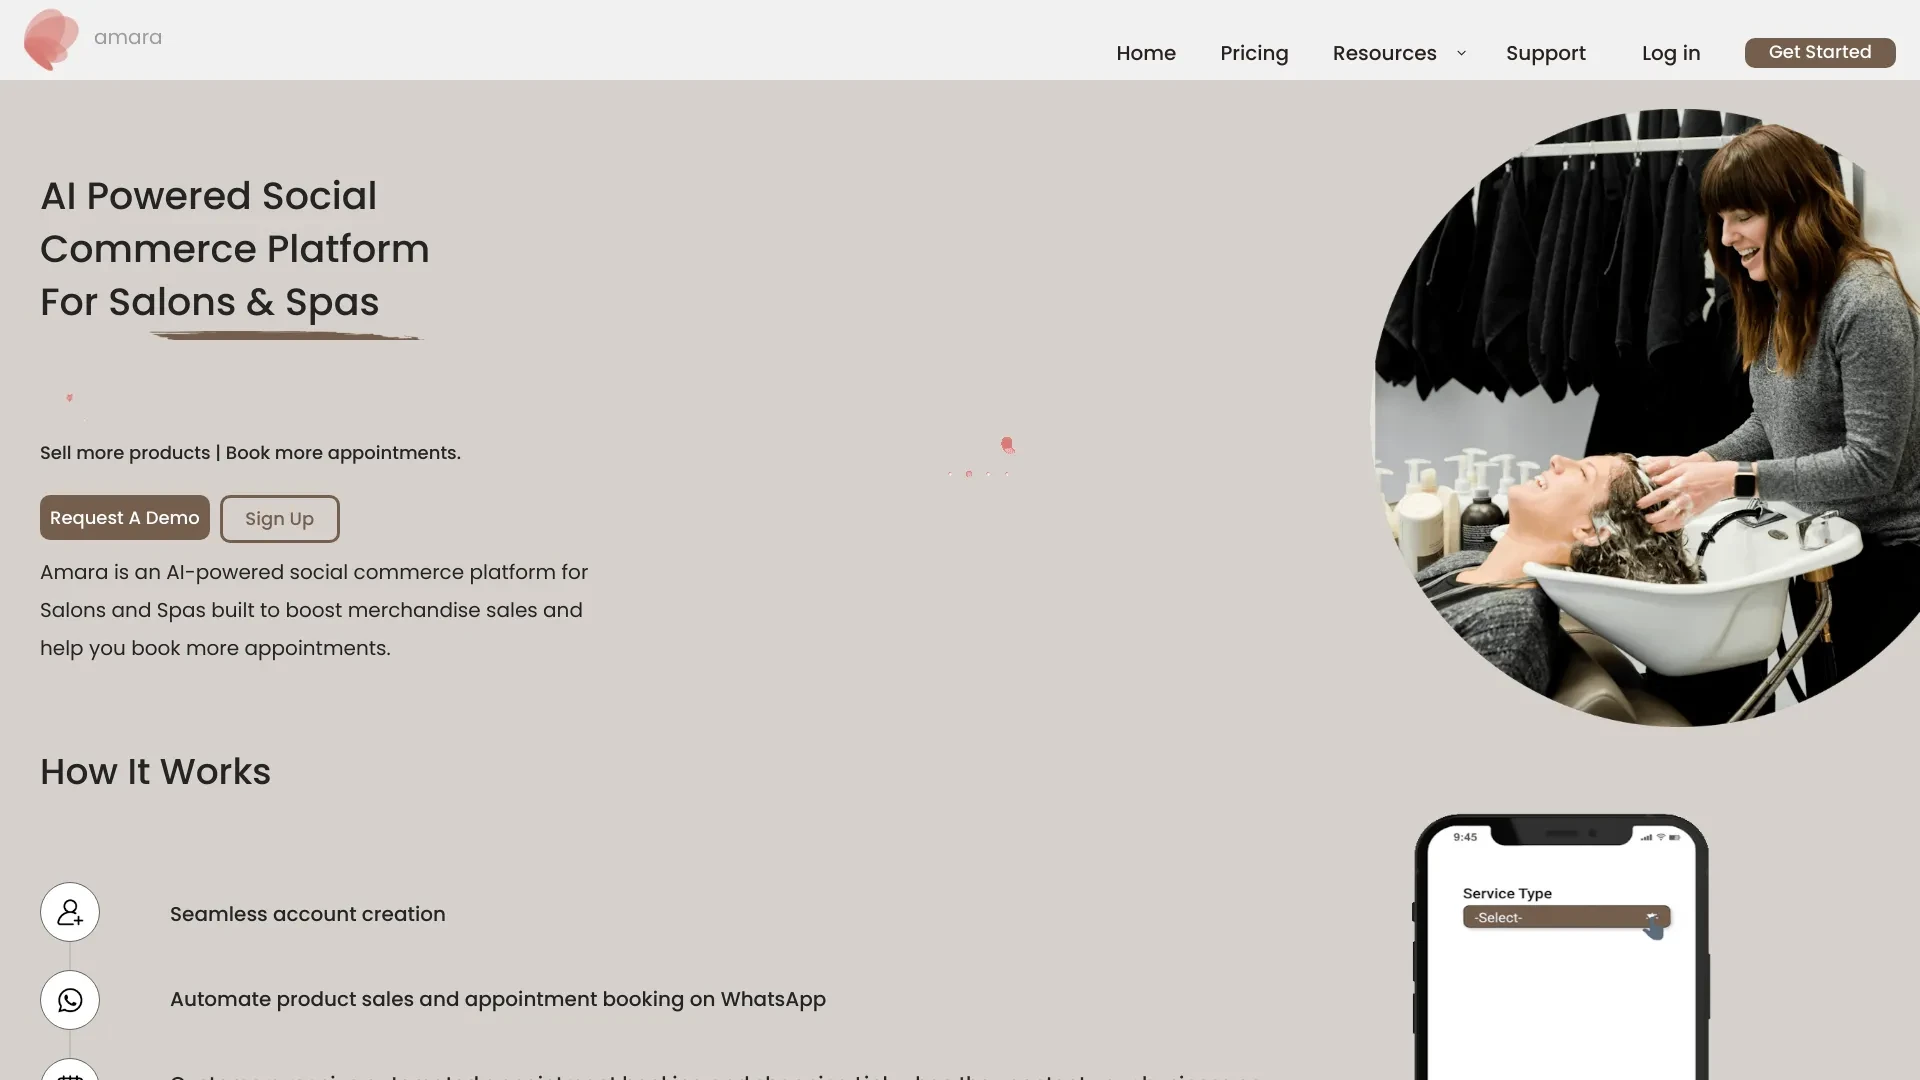 amara
Home
Pricing
Resources
Support
Log in
Get Started
AI Powered Social
Commerce Platform
For Salons & Spas
Sell more products | Book more appointments.
Request A Demo
Sign Up
Amara is an AI-powered social commerce platform for
Salons and Spas built to boost merchandise sales and
help you book more appointments.
How It Works
Seamless account creation
Automate product sales and appointment booking on WhatsApp
9:45
Service Type
-Select-